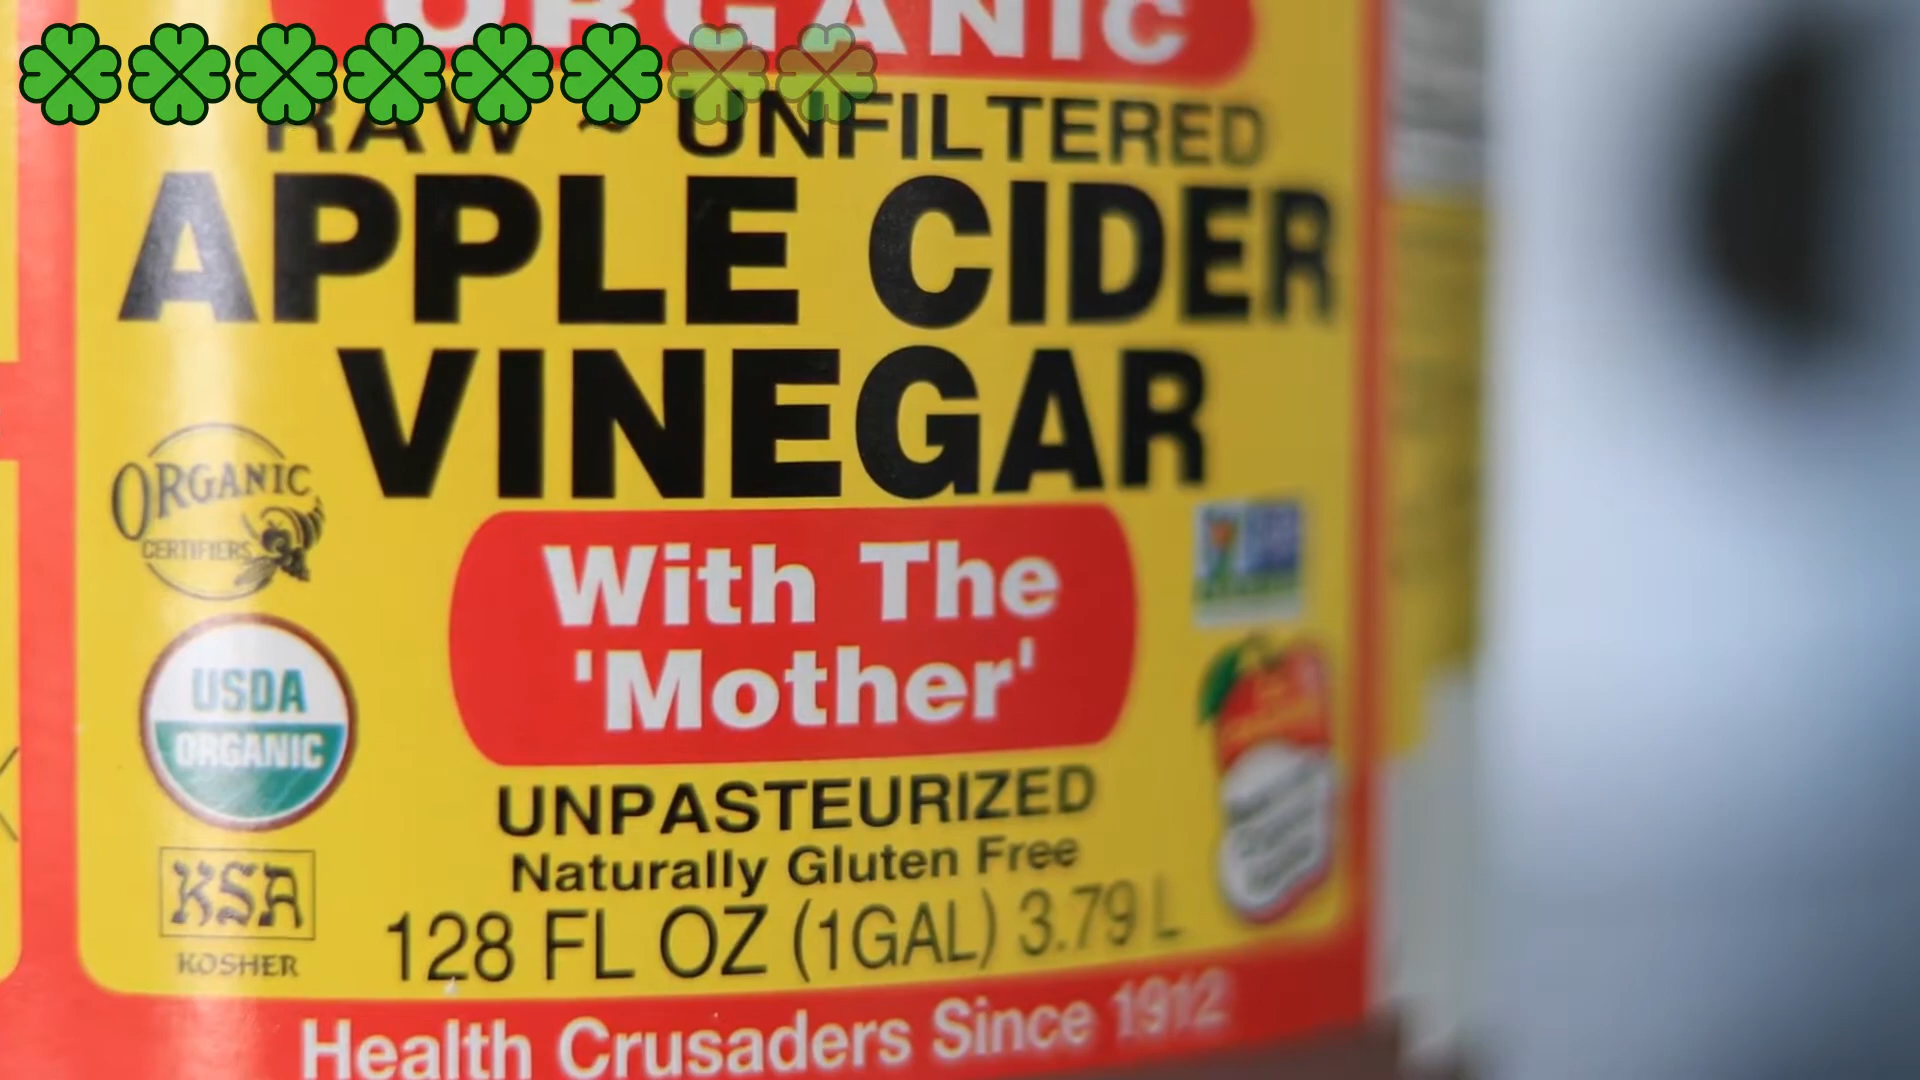 ORGANIC
RAW ~ UNFILTERED
APPLE CIDER
VINEGAR
ORGANIC
CERTIFIERS
With The
'Mother'
USDA
ORGANIC
UNPASTEURIZED
Naturally Gluten Free
KSA
KOSHER
128 FL OZ (1GAL) 3.79 L
Health Crusaders Since 1912